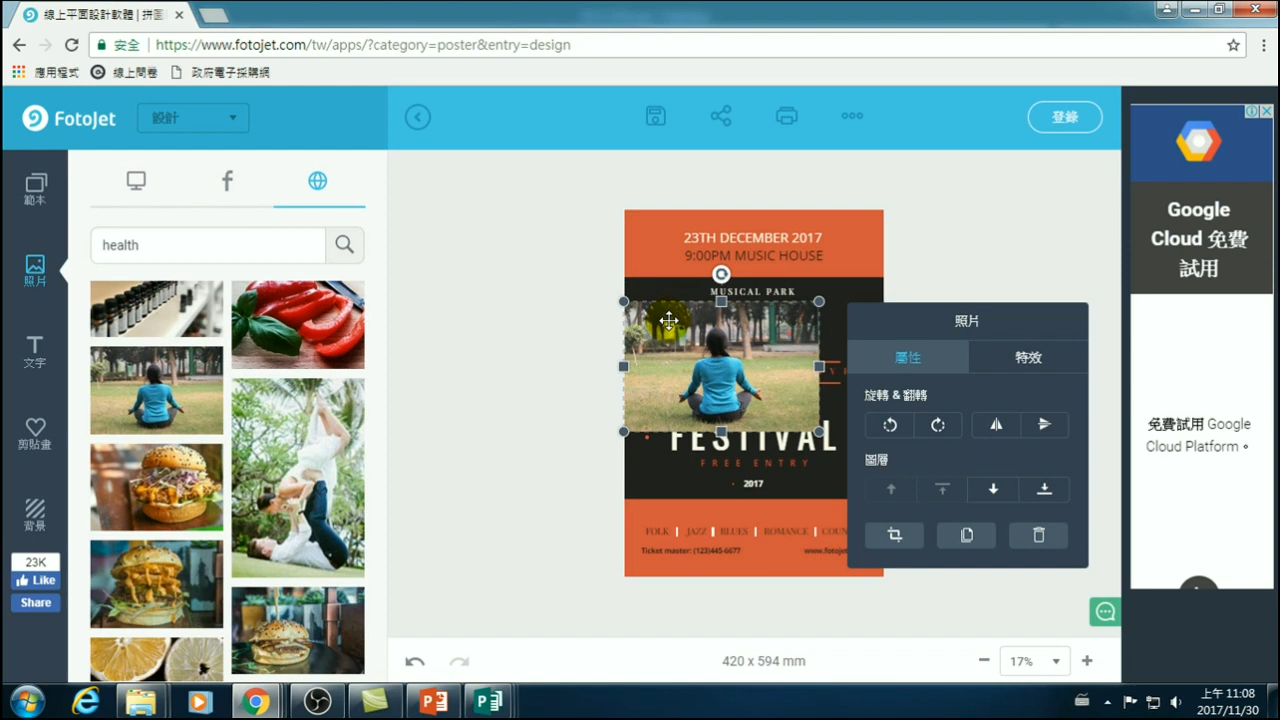 線上平面設計軟體 | 拼圖
安全
https://www.fotojet.com/tw/apps/?category=poster&entry=design
應用程式
線上問卷
政府電子採購網
FotoJet
設計
登錄
範本
照片
文字
剪貼畫
背景
23K
Like
Share
health
23TH DECEMBER 2017
9:00PM MUSIC HOUSE
MUSICAL PARK
FESTIVAL
FREE ENTRY
2017
FOLK | JAZZ | BLUES | ROMANCE | COUN
Ticket master: (123)445-6677
www.fotojet
照片
屬性
特效
旋轉 & 翻轉
圖層
420 x 594 mm
17%
Google
Cloud 免費
試用
免費試用 Google
Cloud Platform。
上午 11:08
2017/11/30